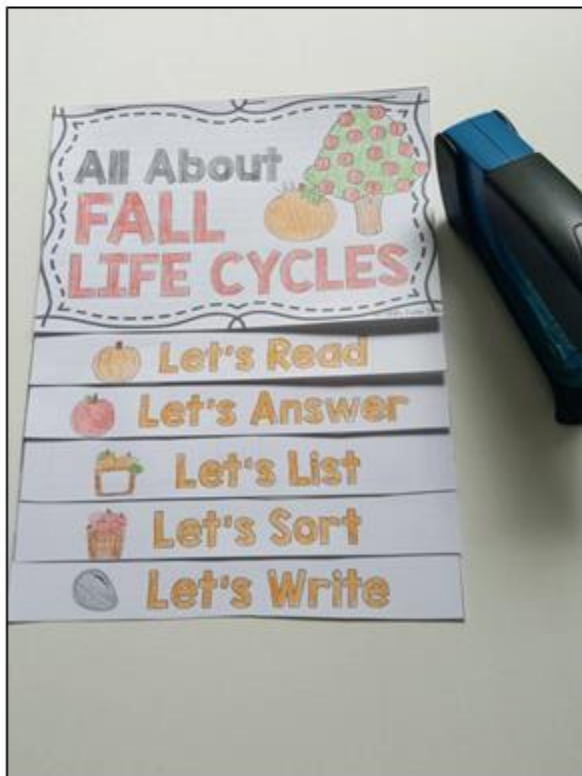 All About
FALL
LIFE CYCLES
Let's Read
Let's Answer
Let's List
Let's Sort
Let's Write